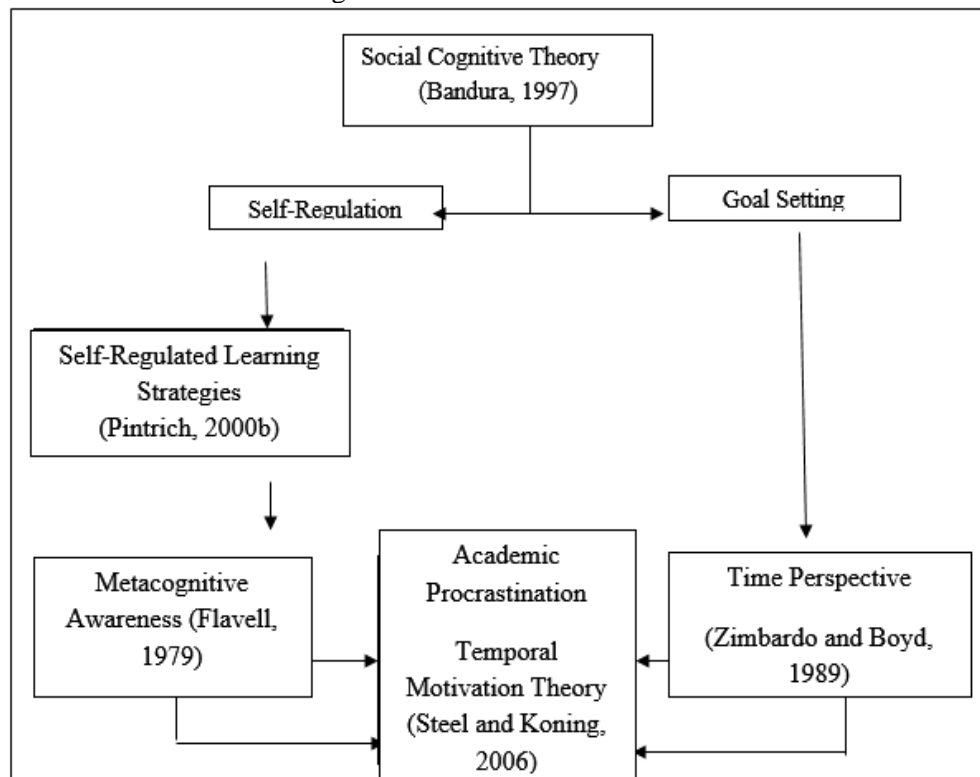 Social Cognitive Theory
(Bandura, 1997)
Self-Regulation
Goal Setting
Self-Regulated Learning
Strategies
(Pintrich, 2000b)
Metacognitive
Awareness (Flavell,
1979)
Academic
Procrastination
Temporal
Motivation Theory
(Steel and Koning,
2006)
Time Perspective
(Zimbardo and Boyd,
1989)